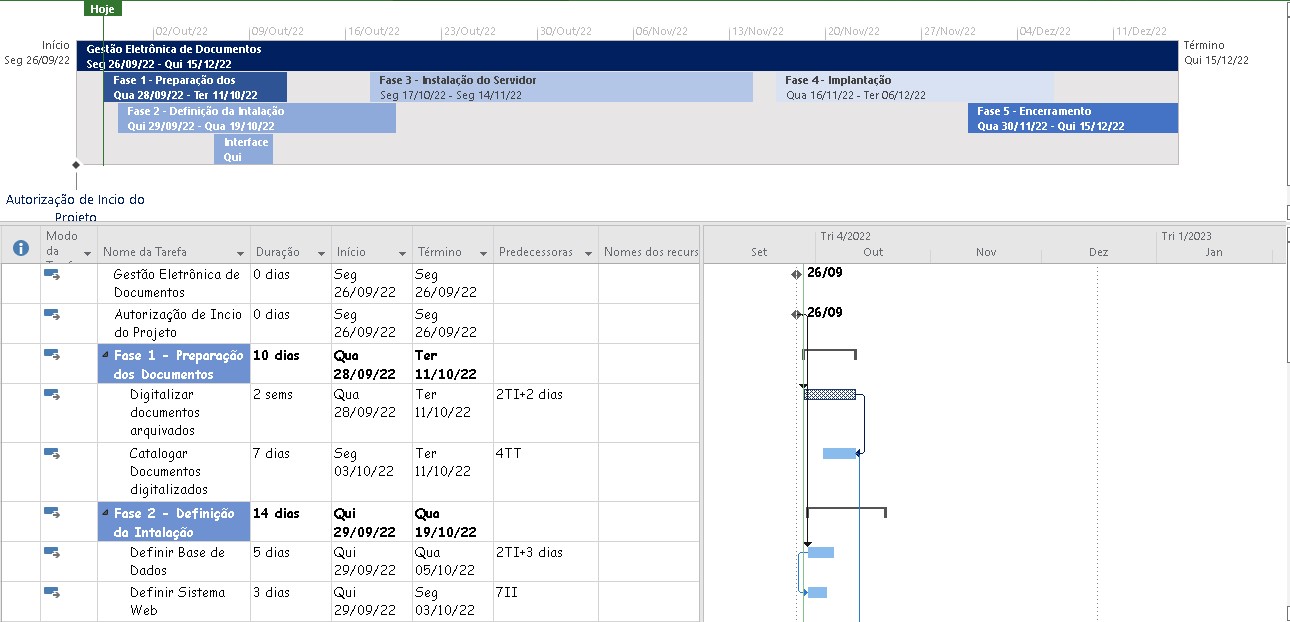 Hoje
02/Out/22
09/Out/22
16/Out/22
23/Out/22
30/Out/22
06/Nov/22
13/Nov/22
20/Nov/22
27/Nov/22
04/Dez/22
11/Dez/22
Início
Seg 26/09/22
Gestão Eletrônica de Documentos
Seg 26/09/22 - Qui 15/12/22
Término
Qui 15/12/22
Fase 1 - Preparação dos
Qua 28/09/22 - Ter 11/10/22
Fase 3 - Instalação do Servidor
Seg 17/10/22 - Seg 14/11/22
Fase 4 - Implantação
Qua 16/11/22 - Ter 06/12/22
Fase 2 - Definição da Intalação
Qui 29/09/22 - Qua 19/10/22
Fase 5 - Encerramento
Qua 30/11/22 - Qui 15/12/22
Interface
Qui
Autorização de Incio do
Projeto
Modo
da
Nome da Tarefa
Duração
Início
Término
Predecessoras
Nomes dos recurs
Tri 4/2022
Tri 1/2023
Set
Out
Nov
Dez
Jan
Gestão Eletrônica de
Documentos
0 dias
Seg
26/09/22
Seg
26/09/22
26/09
Autorização de Incio
do Projeto
0 dias
Seg
26/09/22
Seg
26/09/22
26/09
Fase 1 - Preparação
dos Documentos
10 dias
Qua
28/09/22
Ter
11/10/22
Digitalizar
documentos
arquivados
2 sems
Qua
28/09/22
Ter
11/10/22
2TI+2 dias
Catalogar
Documentos
digitalizados
7 dias
Seg
03/10/22
Ter
11/10/22
4TT
Fase 2 - Definição
da Intalação
14 dias
Qui
29/09/22
Qua
19/10/22
Definir Base de
Dados
5 dias
Qui
29/09/22
Qua
05/10/22
2TI+3 dias
Definir Sistema
Web
3 dias
Qui
29/09/22
Seg
03/10/22
7II